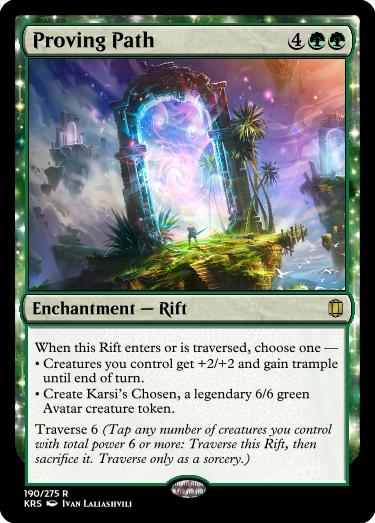 Proving Path 4
Enchantment — Rift
When this Rift enters or is traversed, choose one —
• Creatures you control get +2/+2 and gain trample
until end of turn.
• Create Karsi's Chosen, a legendary 6/6 green
Avatar creature token.
Traverse 6 (Tap any number of creatures you
control with total power 6 or more: Traverse this Rift, then
sacrifice it. Traverse only as a sorcery.)
190/275 R
KRS Ivan Laliashvili